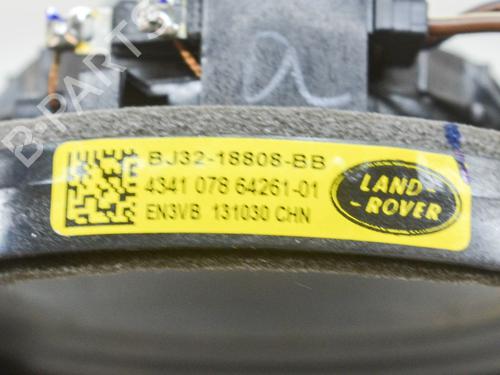 B-PARTS
a
BJ32-18808-BB
4341 078 64261-01
EN3VB 131030 CHN
LAND-
-ROVER